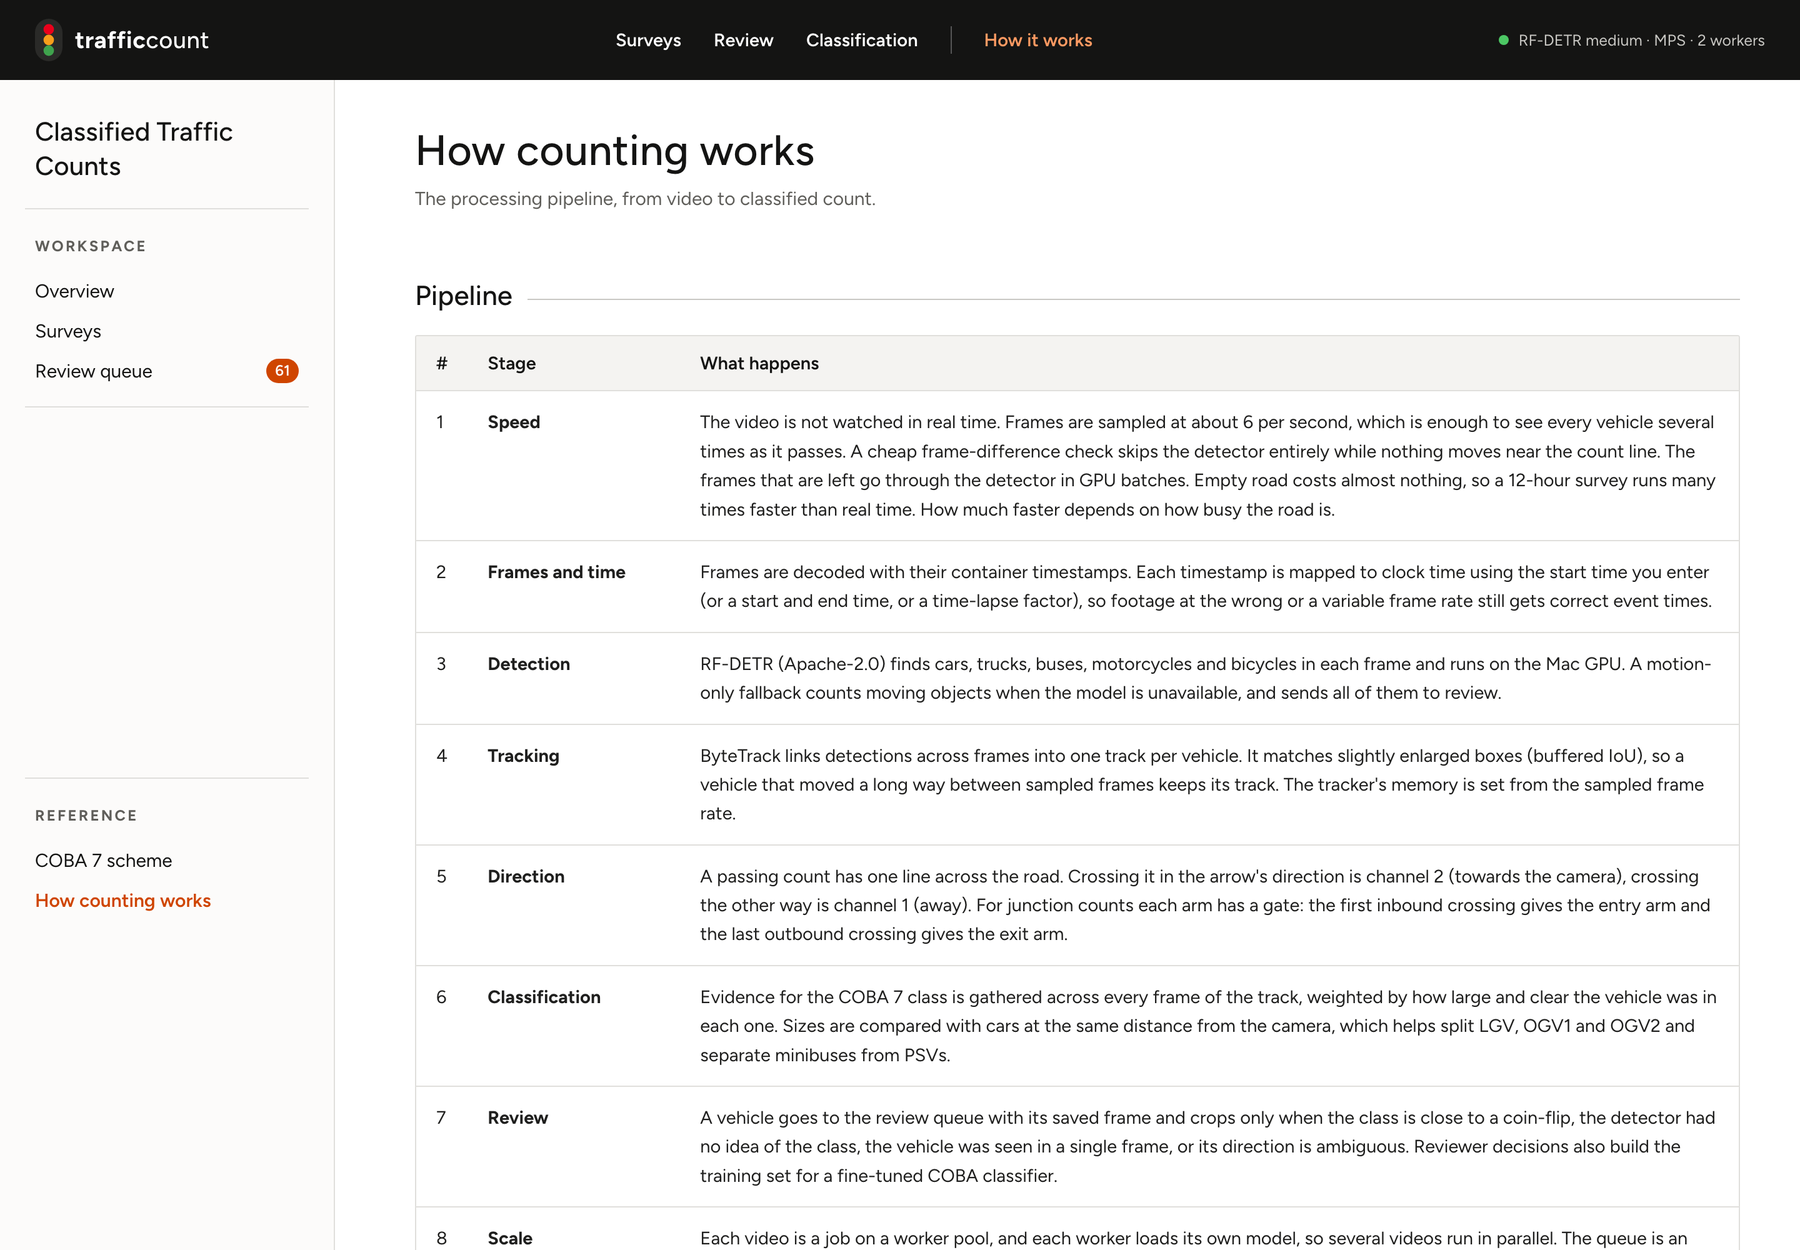 trafficcount
Surveys
Review
Classification
How it works
RF-DETR medium · MPS · 2 workers
Classified Traffic
Counts
WORKSPACE
Overview
Surveys
Review queue
61
REFERENCE
COBA 7 scheme
How counting works
How counting works
The processing pipeline, from video to classified count.
Pipeline
# Stage What happens
1 Speed The video is not watched in real time. Frames are sampled at about 6 per second, which is enough to see every vehicle several
times as it passes. A cheap frame-difference check skips the detector entirely while nothing moves near the count line. The
frames that are left go through the detector in GPU batches. Empty road costs almost nothing, so a 12-hour survey runs many
times faster than real time. How much faster depends on how busy the road is.
2 Frames and time Frames are decoded with their container timestamps. Each timestamp is mapped to clock time using the start time you enter
(or a start and end time, or a time-lapse factor), so footage at the wrong or a variable frame rate still gets correct event times.
3 Detection RF-DETR (Apache-2.0) finds cars, trucks, buses, motorcycles and bicycles in each frame and runs on the Mac GPU. A motion-
only fallback counts moving objects when the model is unavailable, and sends all of them to review.
4 Tracking ByteTrack links detections across frames into one track per vehicle. It matches slightly enlarged boxes (buffered IoU), so a
vehicle that moved a long way between sampled frames keeps its track. The tracker's memory is set from the sampled frame
rate.
5 Direction A passing count has one line across the road. Crossing it in the arrow's direction is channel 2 (towards the camera), crossing
the other way is channel 1 (away). For junction counts each arm has a gate: the first inbound crossing gives the entry arm and
the last outbound crossing gives the exit arm.
6 Classification Evidence for the COBA 7 class is gathered across every frame of the track, weighted by how large and clear the vehicle was in
each one. Sizes are compared with cars at the same distance from the camera, which helps split LGV, OGV1 and OGV2 and
separate minibuses from PSVs.
7 Review A vehicle goes to the review queue with its saved frame and crops only when the class is close to a coin-flip, the detector had
no idea of the class, the vehicle was seen in a single frame, or its direction is ambiguous. Reviewer decisions also build the
training set for a fine-tuned COBA classifier.
8 Scale Each video is a job on a worker pool, and each worker loads its own model, so several videos run in parallel. The queue is an